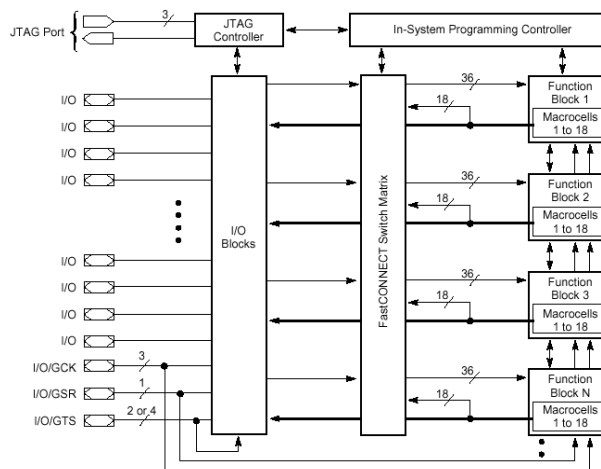 JTAG Port
3
JTAG
Controller
In-System Programming Controller
I/O
I/O
I/O
I/O
I/O
I/O
I/O
I/O
I/O/GCK
3
I/O/GSR
1
I/O/GTS
2 or 4
I/O
Blocks
FastCONNECT Switch Matrix
36
18
Function
Block 1
Macrocells
1 to 18
36
18
Function
Block 2
Macrocells
1 to 18
36
18
Function
Block 3
Macrocells
1 to 18
36
18
Function
Block N
Macrocells
1 to 18